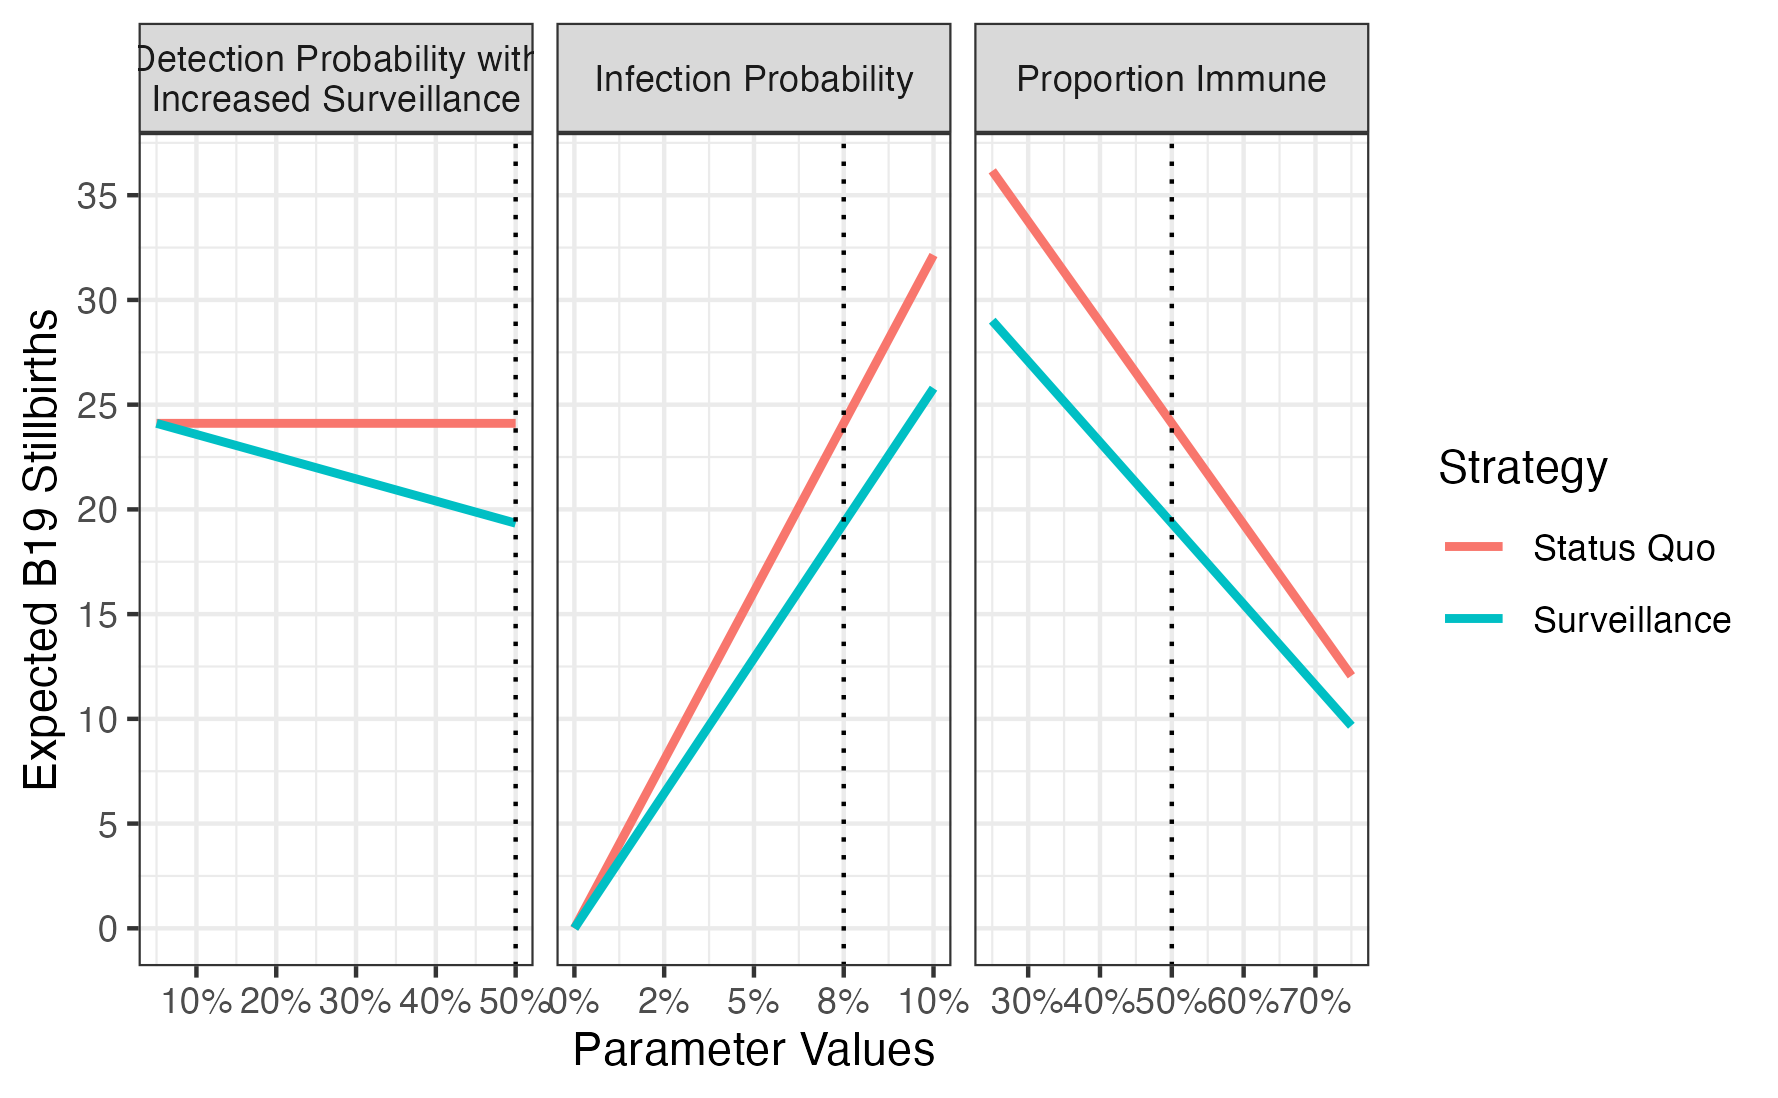 Detection Probability with
Increased Surveillance
Infection Probability
Proportion Immune
Expected B19 Stillbirths
35
30
25
20
15
10
5
0
10% 20% 30% 40% 50%
0% 2% 5% 8% 10%
30% 40% 50% 60% 70%
Parameter Values
Strategy
Status Quo
Surveillance